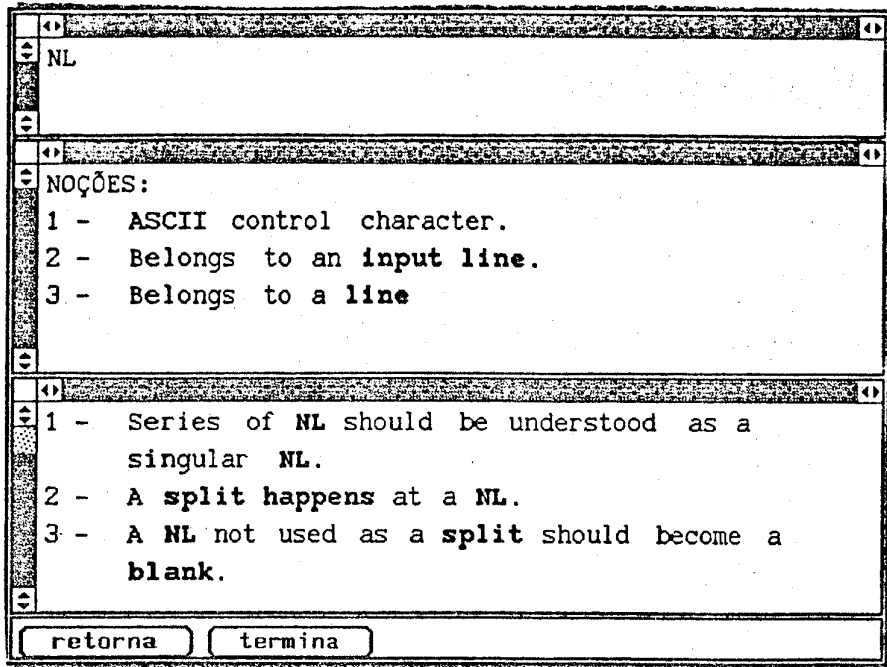 NL
NOÇÕES:
1 - ASCII control character.
2 - Belongs to an input line.
3 - Belongs to a line
1 - Series of NL should be understood as a
singular NL.
2 - A split happens at a NL.
3 - A NL not used as a split should become a
blank.
retorna termina